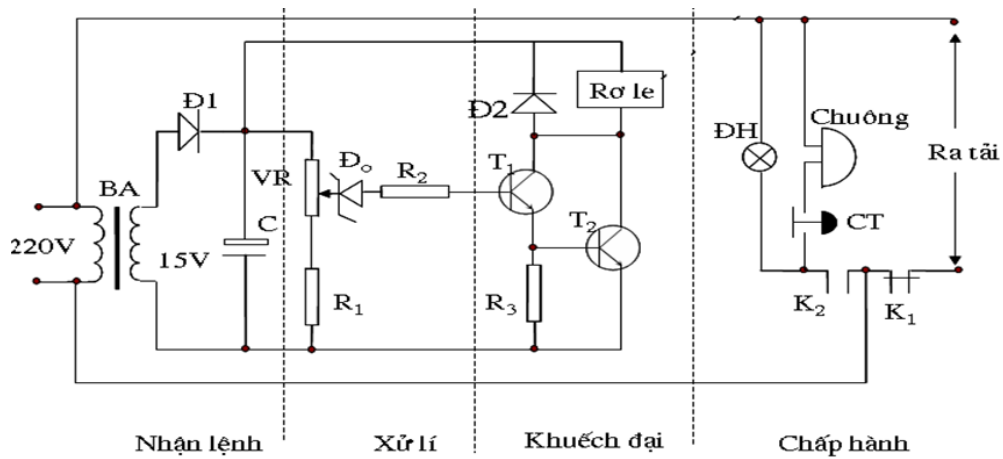 Đ1
Đ2
Rơ le
ĐH
Chuông
Ra tải
BA
VR
Đₒ
R₂
T₁
220V
15V
C
T₂
CT
R₁
R₃
K₂
K₁
Nhận lệnh
Xử lí
Khuếch đại
Chấp hành